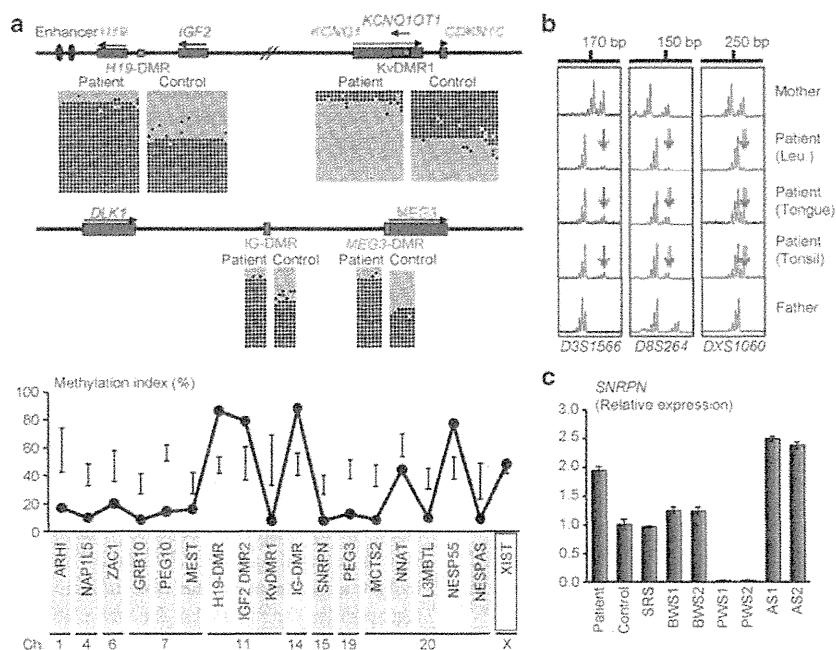 a
Enhancer H19 IGF2 KCNQ1 KCNQ1OT1 CDKN1C
H19-DMR KvDMR1
Patient Control Patient Control
DLK1 MEG3
IG-DMR MEG3-DMR
Patient Control Patient Control
Methylation index (%)
100
80
60
40
20
0
ARHI
NAP1L5
ZAC1
GRB10
PEG10
MEST
H19-DMR
IGF2 DMR2
KvDMR1
IG-DMR
SNRPN
PEG3
MCTS2
NNAT
L3MBTL
NESP55
NESPAS
XIST
Ch. 1 4 6 7 11 14 15 19 20 X
b
170 bp 150 bp 250 bp
Mother
Patient
(Leu.)
Patient
(Tongue)
Patient
(Tonsil)
Father
D3S1566 D8S264 DXS1060
c
SNRPN
(Relative expression)
3.0
2.5
2.0
1.5
1.0
0.5
0.0
Patient
Control
SRS
BWS1
BWS2
PWS1
PWS2
AS1
AS2